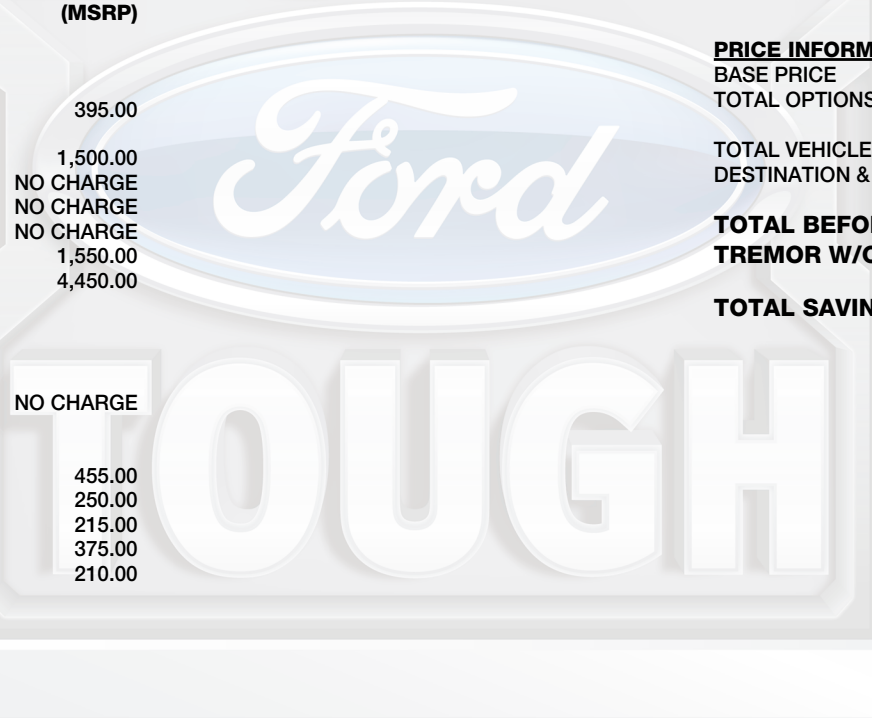 (MSRP)
395.00
1,500.00
NO CHARGE
NO CHARGE
NO CHARGE
1,550.00
4,450.00
NO CHARGE
455.00
250.00
215.00
375.00
210.00
PRICE INFORM
BASE PRICE
TOTAL OPTIONS
TOTAL VEHICLE
DESTINATION &
TOTAL BEFO
TREMOR W/O
TOTAL SAVIN
Ford
TOUGH